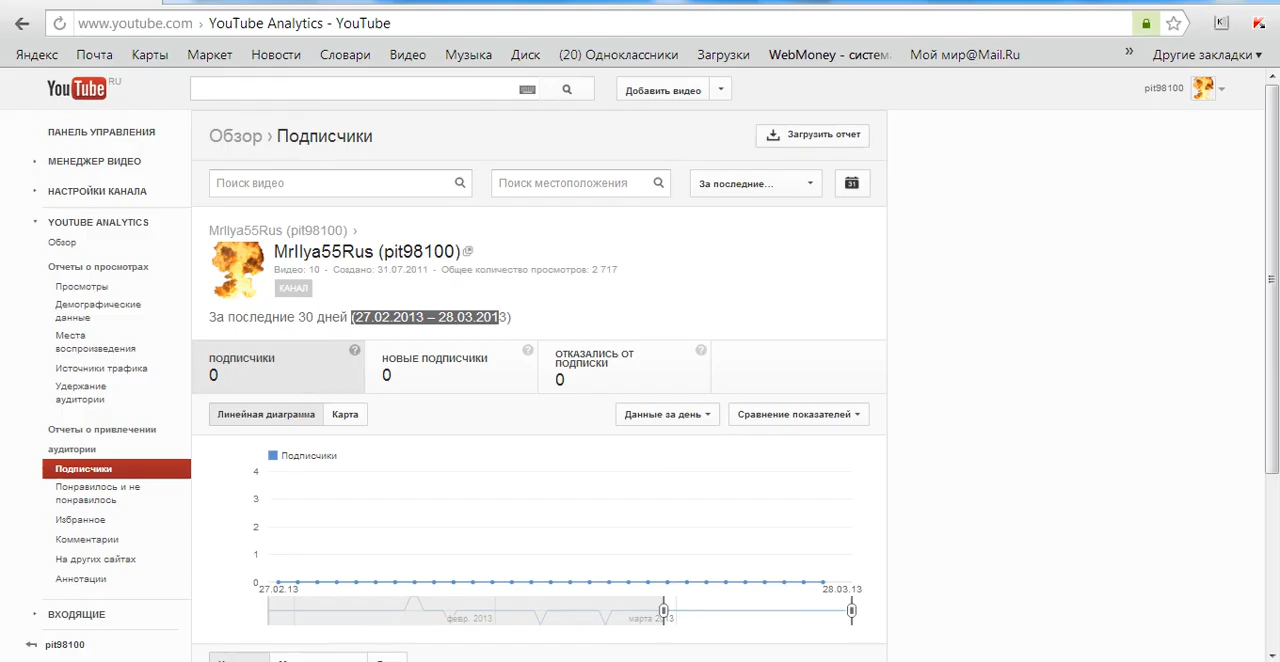 www.youtube.com › YouTube Analytics - YouTube
Яндекс Почта Карты Маркет Новости Словари Видео Музыка Диск (20) Одноклассники Загрузки WebMoney - систем. Мой мир@Mail.Ru » Другие закладки
YouTube RU
Добавить видео
pit98100
ПАНЕЛЬ УПРАВЛЕНИЯ
МЕНЕДЖЕР ВИДЕО
НАСТРОЙКИ КАНАЛА
YOUTUBE ANALYTICS
Обзор
Отчеты о просмотрах
Просмотры
Демографические
данные
Места
воспроизведения
Источники трафика
Удержание
аудитории
Отчеты о привлечении
аудитории
Подписчики
Понравилось и не
понравилось
Избранное
Комментарии
На других сайтах
Аннотации
ВХОДЯЩИЕ
pit98100
Обзор › Подписчики
Загрузить отчет
Поиск видео
Поиск местоположения
За последние...
31
MrIlya55Rus (pit98100) ›
MrIlya55Rus (pit98100)
Видео: 10 - Создано: 31.07.2011 - Общее количество просмотров: 2 717
КАНАЛ
За последние 30 дней (27.02.2013 – 28.03.2013)
ПОДПИСЧИКИ
?
0
НОВЫЕ ПОДПИСЧИКИ
?
0
ОТКАЗАЛИСЬ ОТ
ПОДПИСКИ
?
0
Линейная диаграмма
Карта
Данные за день
Сравнение показателей
Подписчики
4
3
2
1
0
27.02.13
28.03.13
февр. 2013
марта 2013